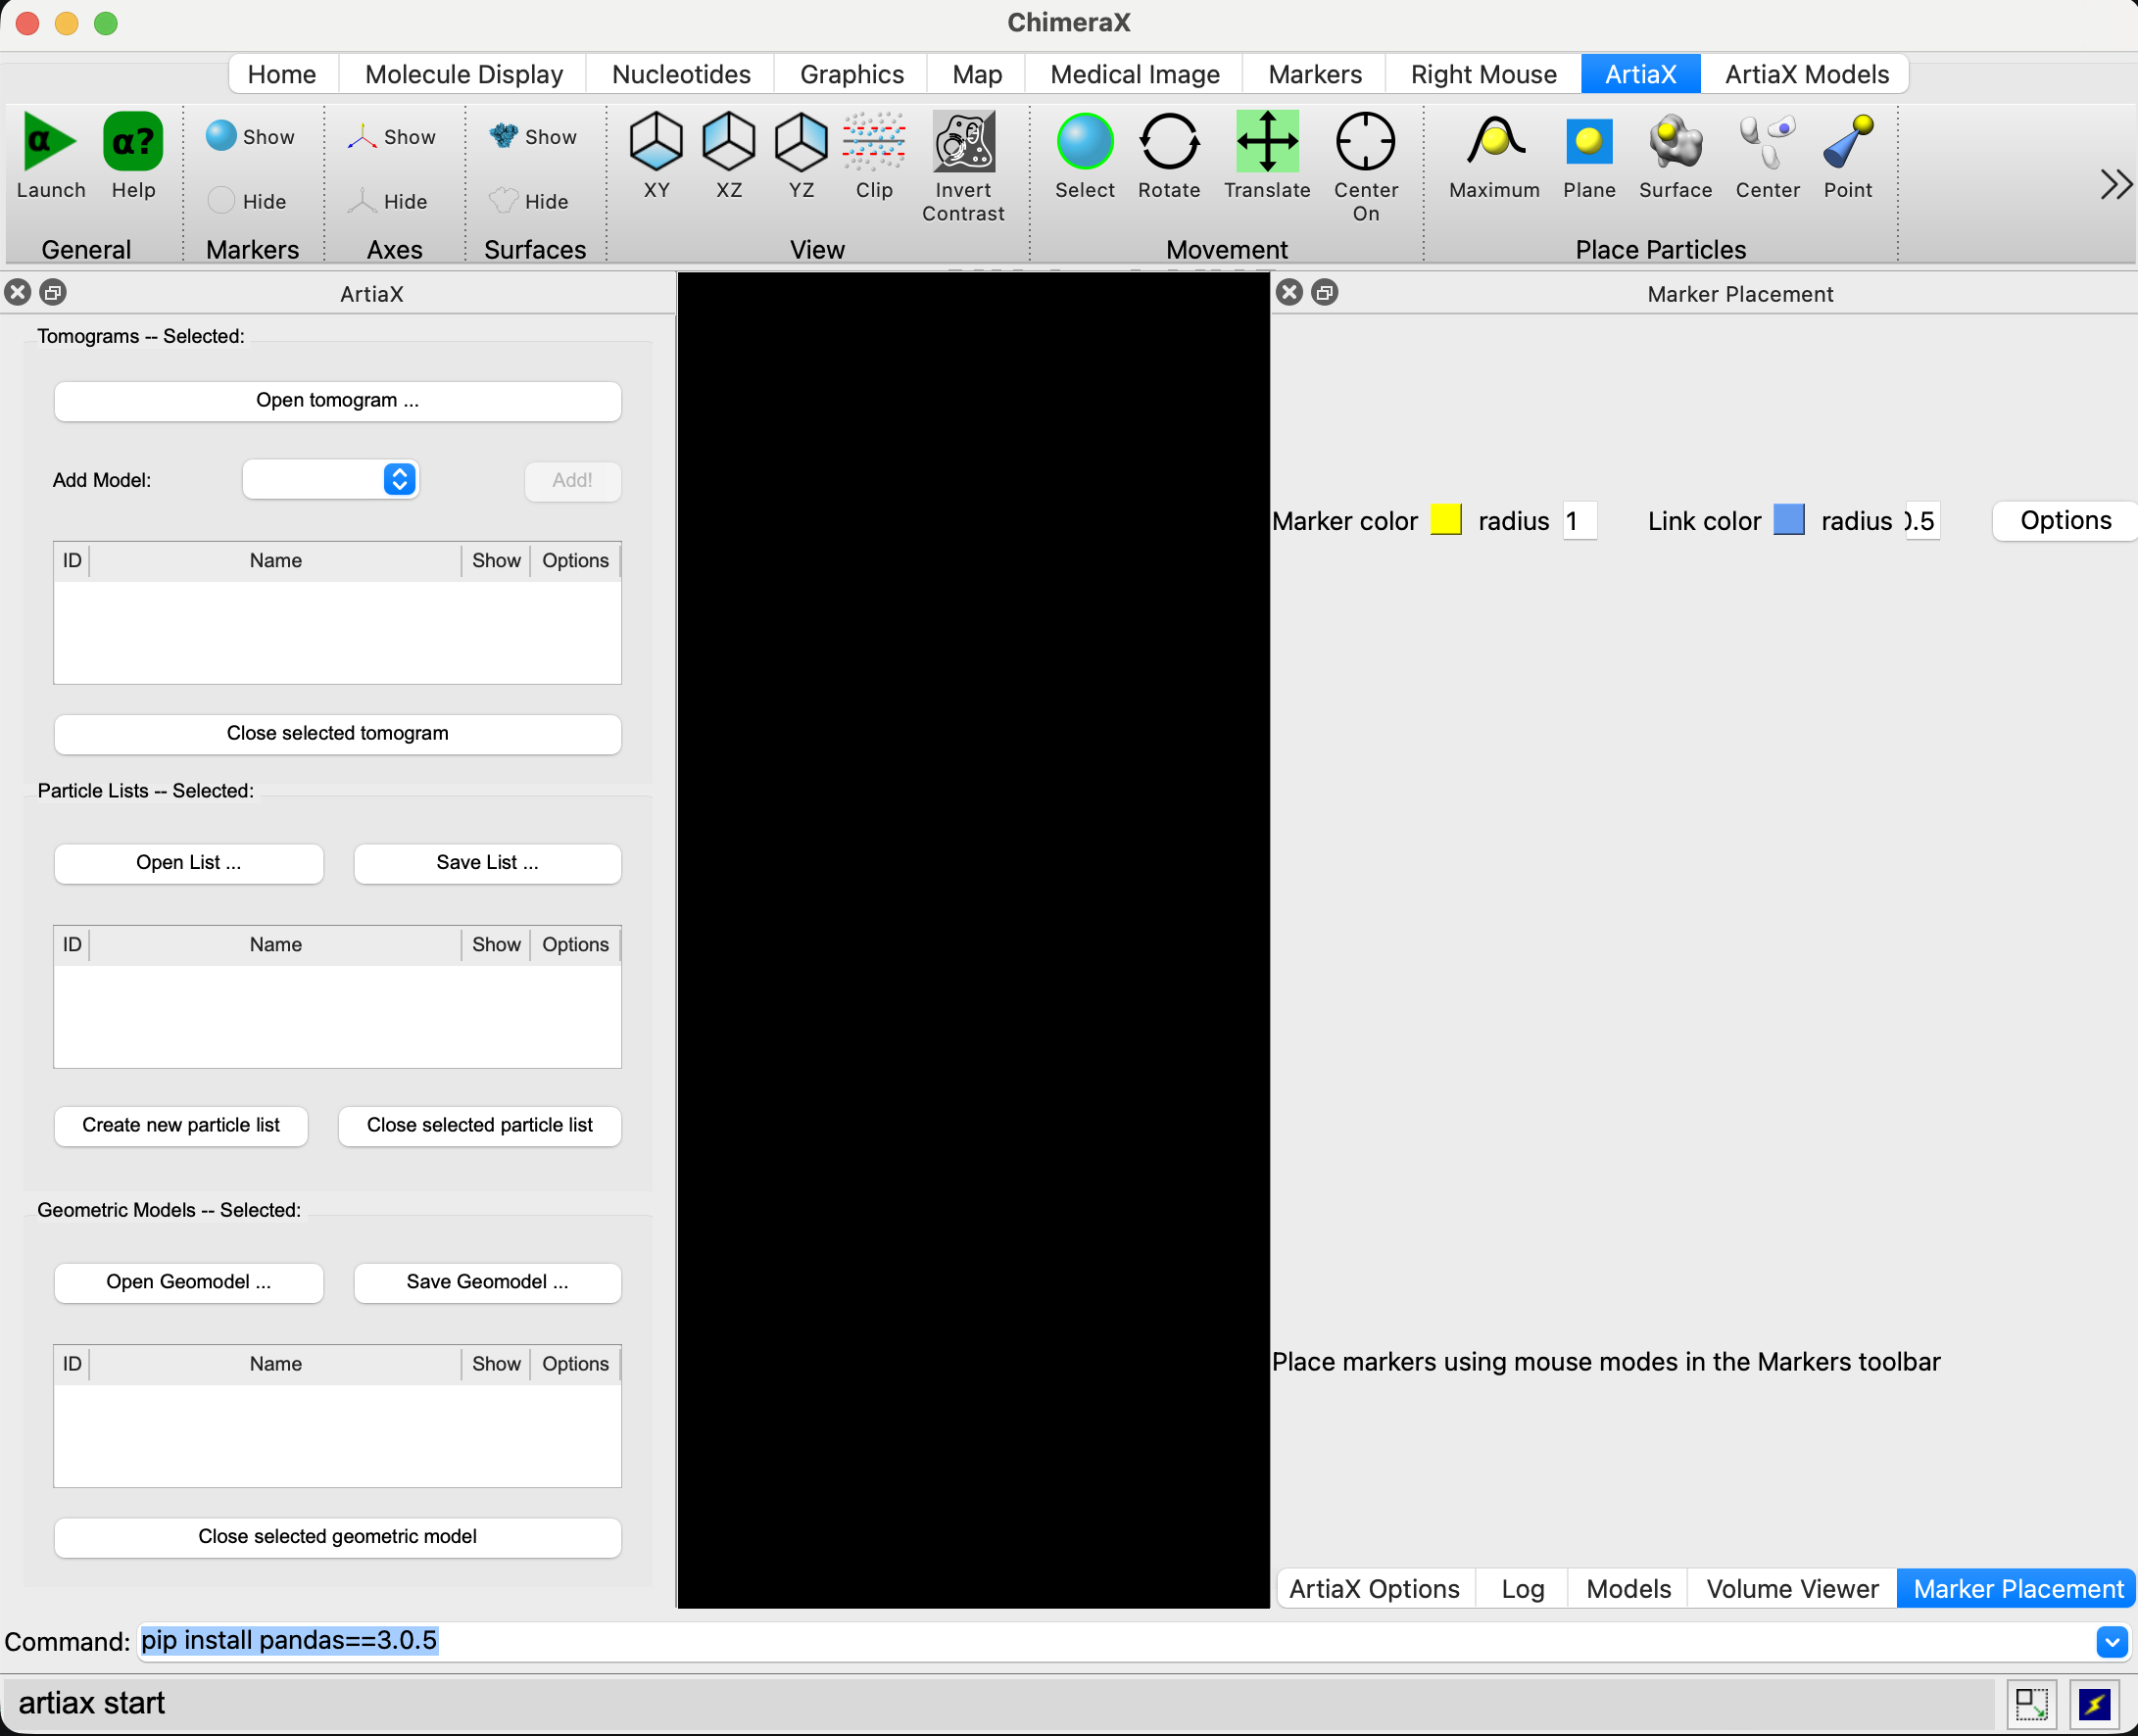 ChimeraX
Home Molecule Display Nucleotides Graphics Map Medical Image Markers Right Mouse ArtiaX ArtiaX Models
α Launch
α? Help
General
Show
Hide
Markers
Show
Hide
Axes
Show
Hide
Surfaces
XY XZ YZ Clip Invert
Contrast
View
Select Rotate Translate Center
On
Movement
Maximum Plane Surface Center Point
Place Particles
ArtiaX
Tomograms -- Selected:
Open tomogram ...
Add Model: Add!
ID Name Show Options
Close selected tomogram
Particle Lists -- Selected:
Open List ... Save List ...
ID Name Show Options
Create new particle list Close selected particle list
Geometric Models -- Selected:
Open Geomodel ... Save Geomodel ...
ID Name Show Options
Close selected geometric model
Marker Placement
Marker color radius 1 Link color radius 0.5 Options
Place markers using mouse modes in the Markers toolbar
ArtiaX Options Log Models Volume Viewer Marker Placement
Command: pip install pandas==3.0.5
artiax start